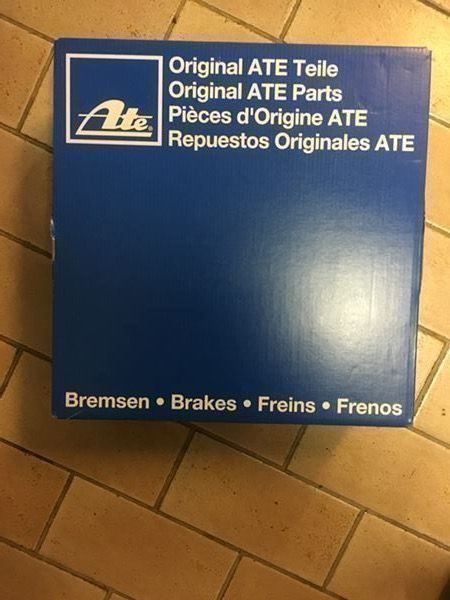 Ate®
Original ATE Teile
Original ATE Parts
Pièces d'Origine ATE
Repuestos Originales ATE
Bremsen • Brakes • Freins • Frenos